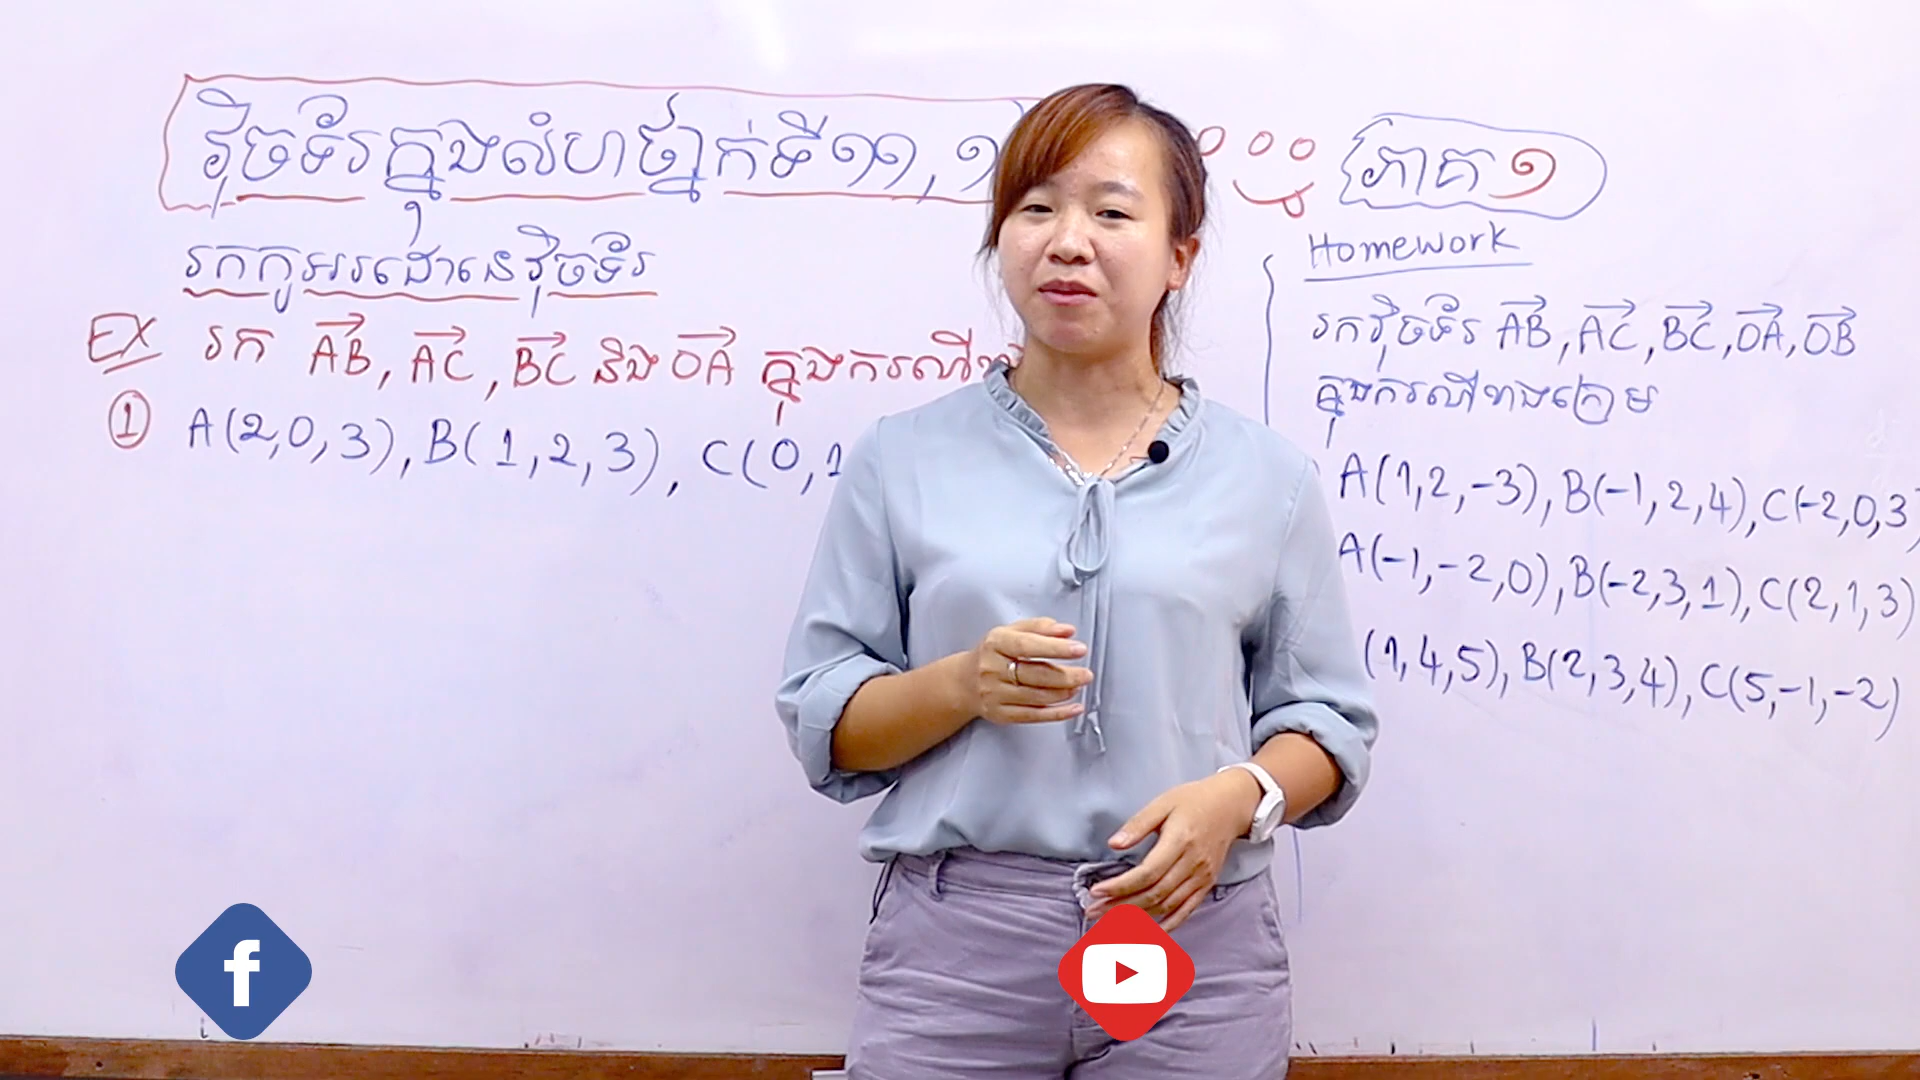 វ៉ិចទ័រក្នុងលំហថ្នាក់ទី១១,១
ភាគ ១
រកកូអរដោនេវ៉ិចទ័រ
EX រក AB, AC, BC និង OA ក្នុងករណីខាង
① A(2,0,3), B(1,2,3), C(0,1
Homework
រកវ៉ិចទ័រ AB, AC, BC, OA, OB
ក្នុងករណីខាងក្រោម
A(1,2,-3), B(-1,2,4), C(-2,0,3)
A(-1,-2,0), B(-2,3,1), C(2,1,3)
(1,4,5), B(2,3,4), C(5,-1,-2)
f